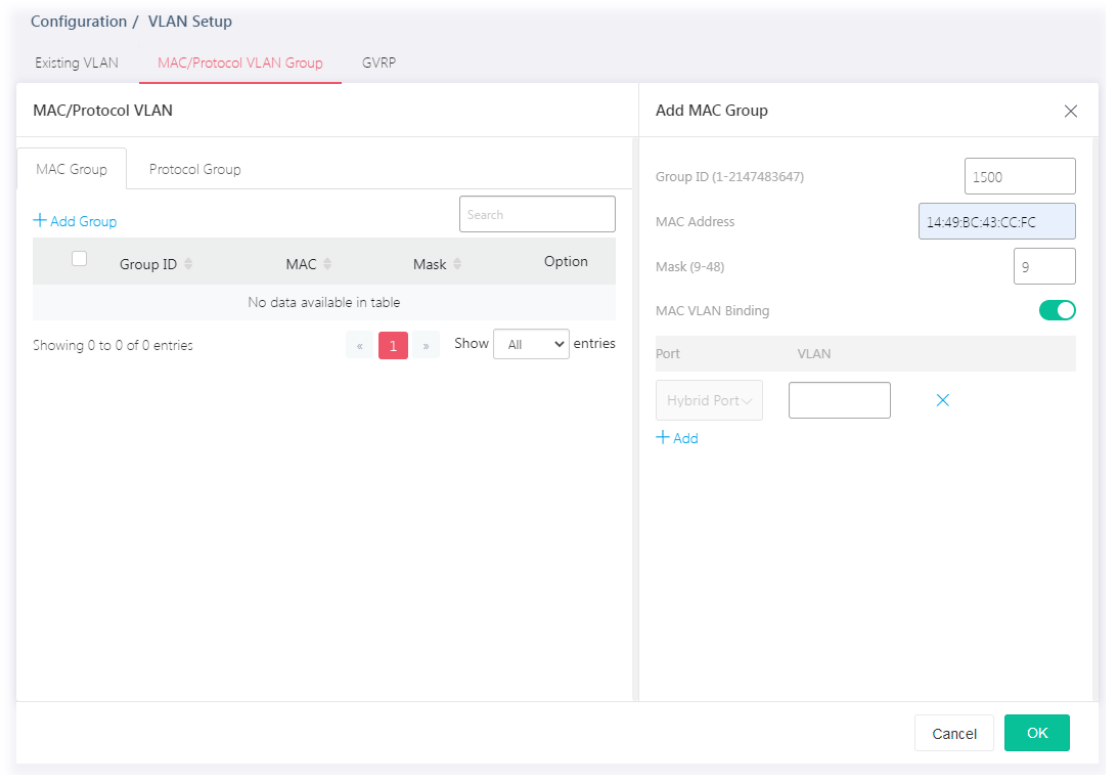 Configuration / VLAN Setup
Existing VLAN MAC/Protocol VLAN Group GVRP
MAC/Protocol VLAN
MAC Group Protocol Group
+ Add Group
Search
Group ID MAC Mask Option
No data available in table
Showing 0 to 0 of 0 entries
« 1 » Show All entries
Add MAC Group
Group ID (1-2147483647) 1500
MAC Address 14:49:BC:43:CC:FC
Mask (9-48) 9
MAC VLAN Binding
Port VLAN
Hybrid Port
+ Add
Cancel OK